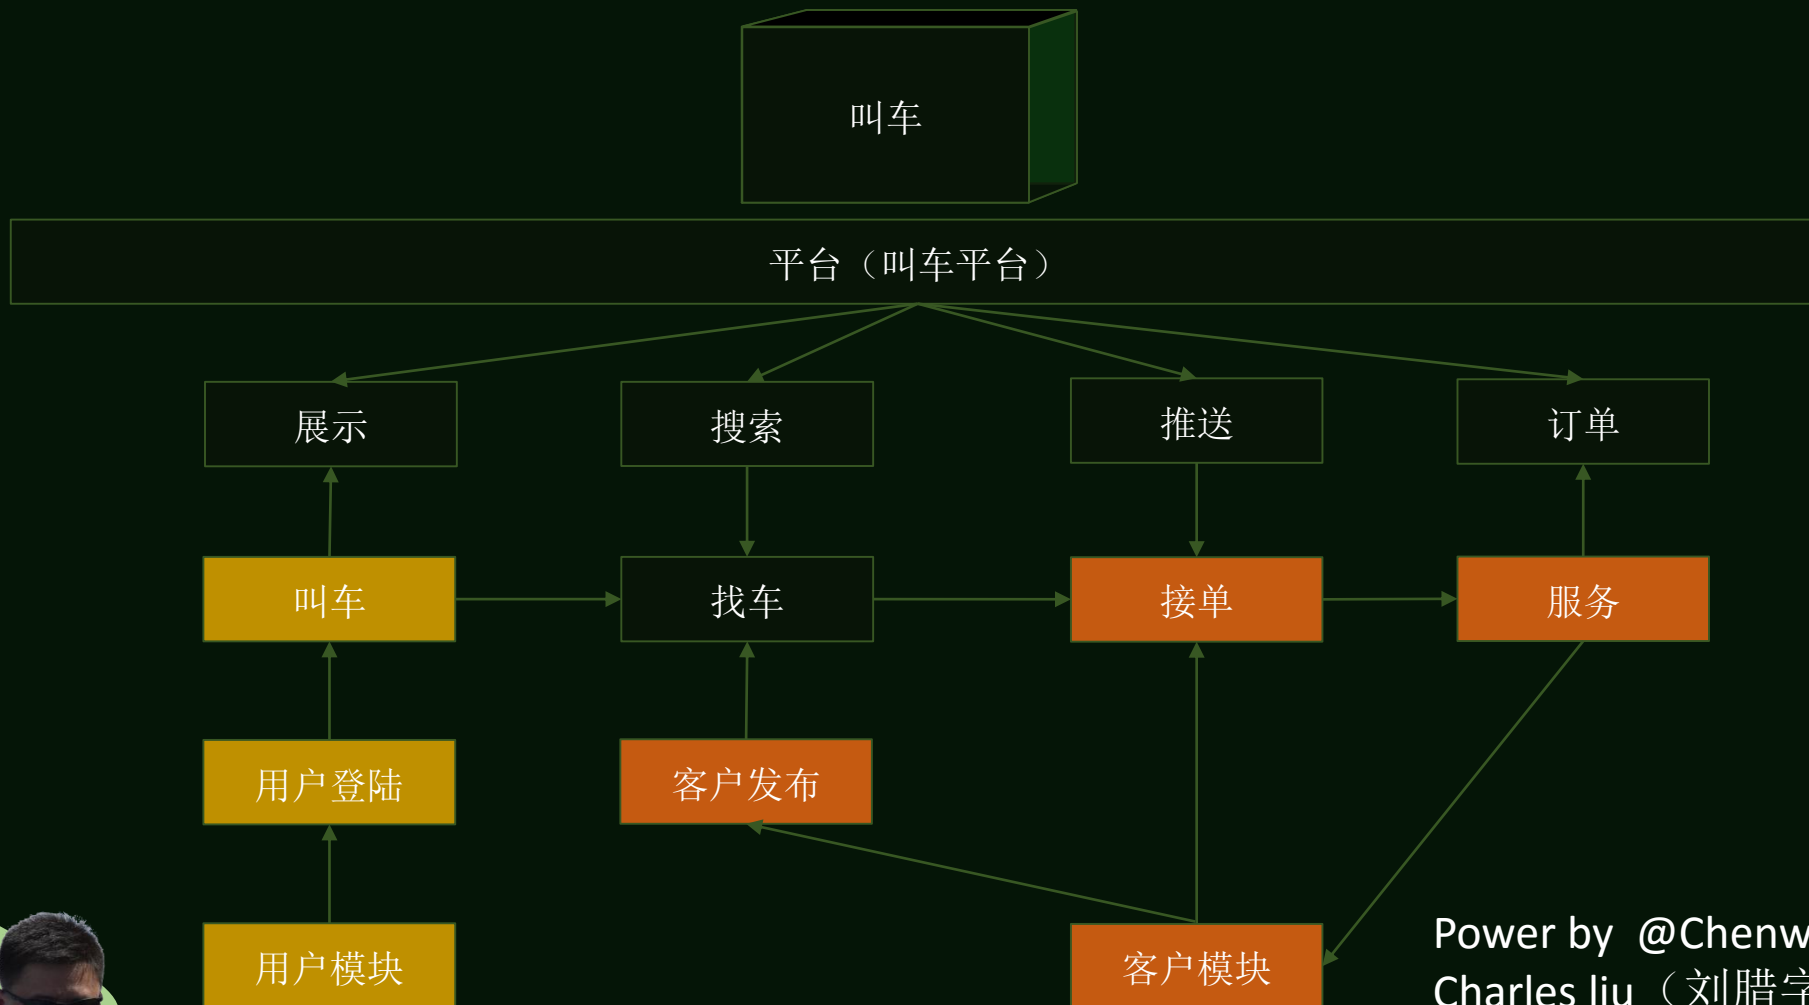 叫车
平台（叫车平台）
展示
搜索
推送
订单
叫车
找车
接单
服务
用户登陆
客户发布
用户模块
客户模块
Power by @Chenw
Charles liu（刘腊字